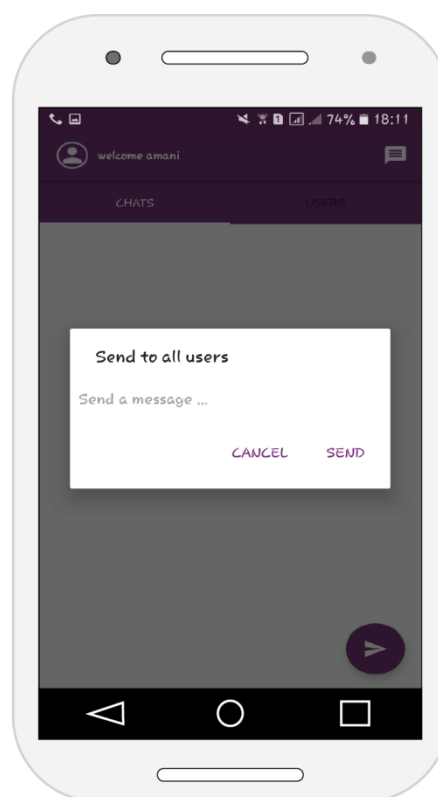 74% 18:11
welcome amani
CHATS USERS
Send to all users
Send a message ...
CANCEL SEND